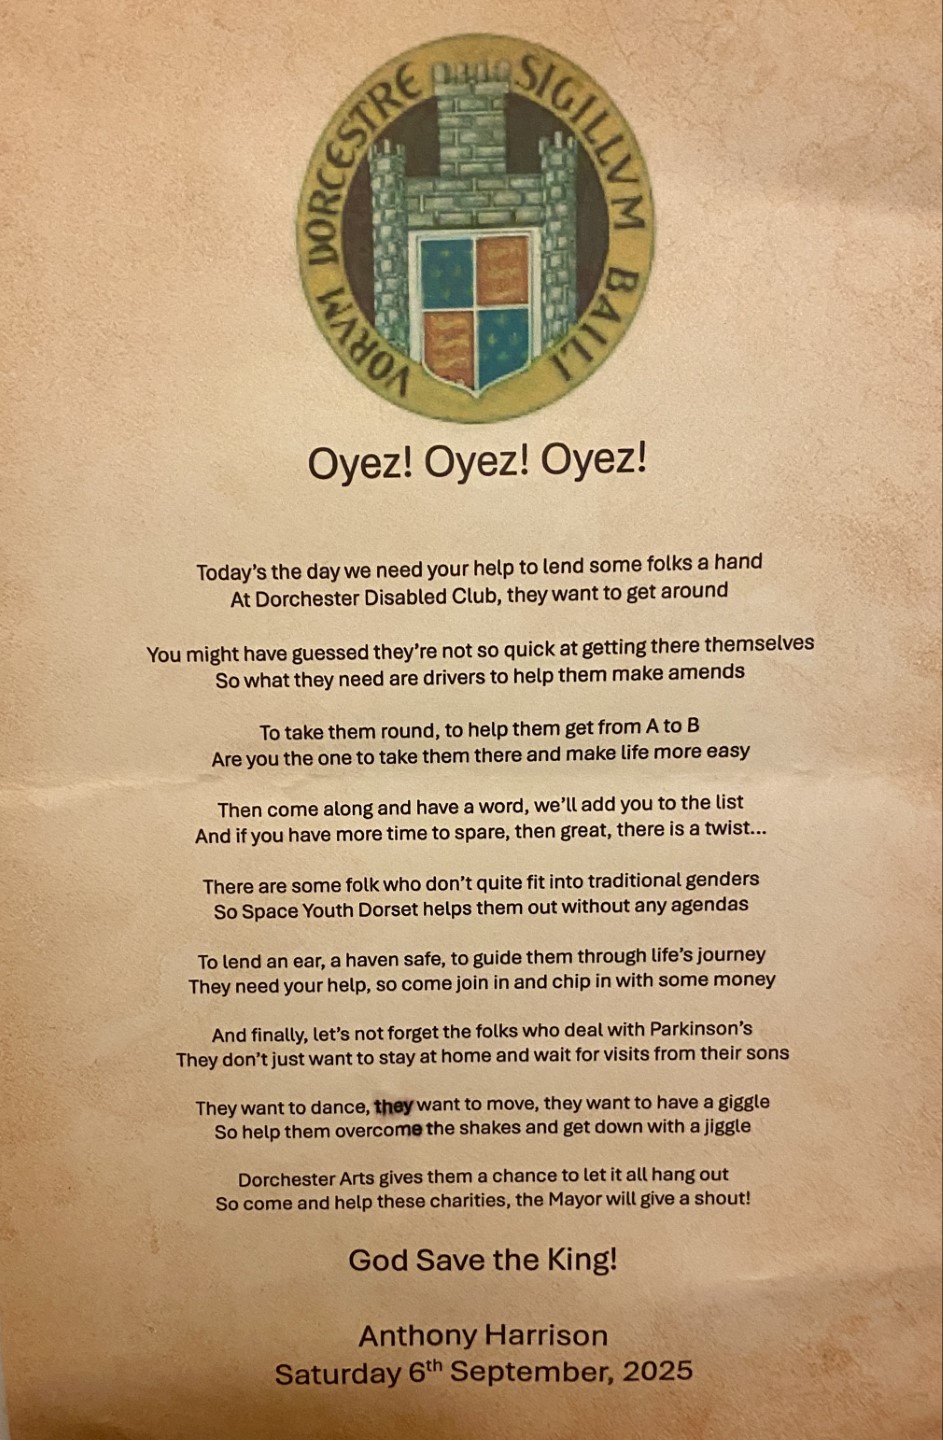 SIGILLVM BAILLIVORVM DORCESTRE
Oyez! Oyez! Oyez!
Today's the day we need your help to lend some folks a hand
At Dorchester Disabled Club, they want to get around
You might have guessed they're not so quick at getting there themselves
So what they need are drivers to help them make amends
To take them round, to help them get from A to B
Are you the one to take them there and make life more easy
Then come along and have a word, we'll add you to the list
And if you have more time to spare, then great, there is a twist...
There are some folk who don't quite fit into traditional genders
So Space Youth Dorset helps them out without any agendas
To lend an ear, a haven safe, to guide them through life's journey
They need your help, so come join in and chip in with some money
And finally, let's not forget the folks who deal with Parkinson's
They don't just want to stay at home and wait for visits from their sons
They want to dance, they want to move, they want to have a giggle
So help them overcome the shakes and get down with a jiggle
Dorchester Arts gives them a chance to let it all hang out
So come and help these charities, the Mayor will give a shout!
God Save the King!
Anthony Harrison
Saturday 6th September, 2025